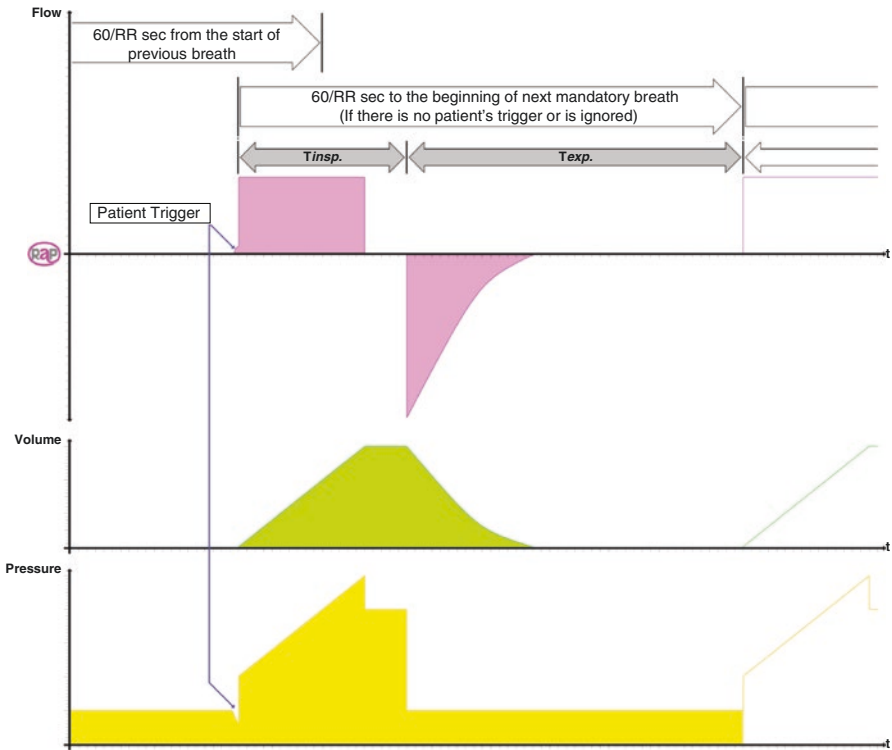 Flow
60/RR sec from the start of
previous breath
60/RR sec to the beginning of next mandatory breath
(If there is no patient's trigger or is ignored)
Tinsp.
Texp.
Patient Trigger
RaP
t
Volume
t
Pressure
t